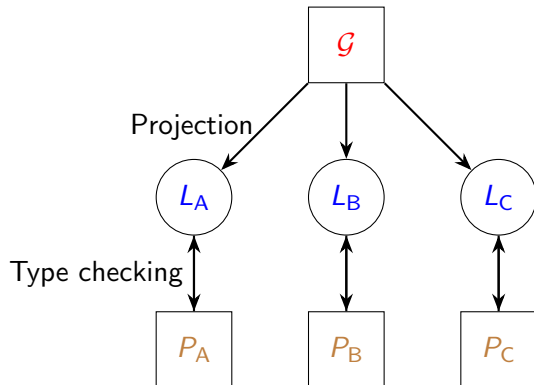 𝒢
Projection
L_A L_B L_C
Type checking
P_A P_B P_C